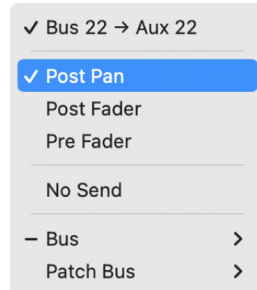 ✓ Bus 22 → Aux 22
✓ Post Pan
Post Fader
Pre Fader
No Send
– Bus >
Patch Bus >